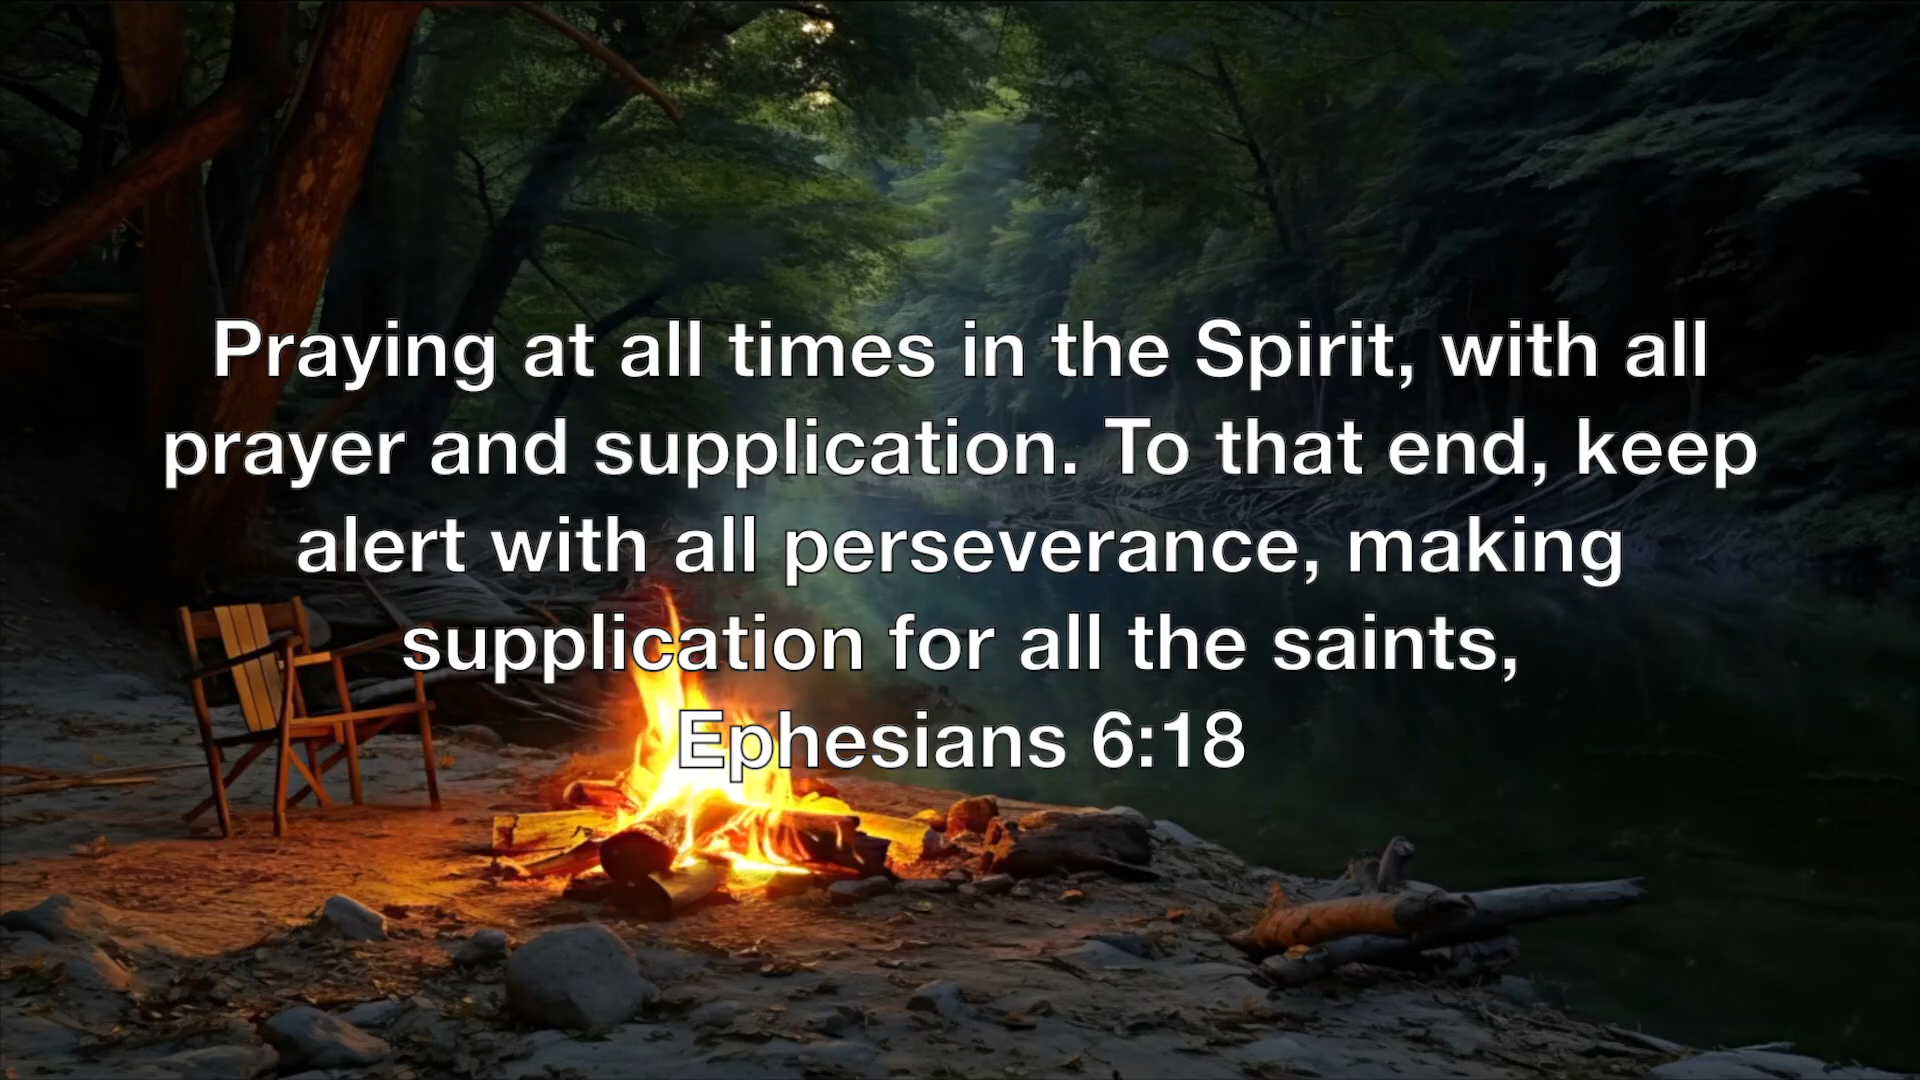 Praying at all times in the Spirit, with all
prayer and supplication. To that end, keep
alert with all perseverance, making
supplication for all the saints,
Ephesians 6:18